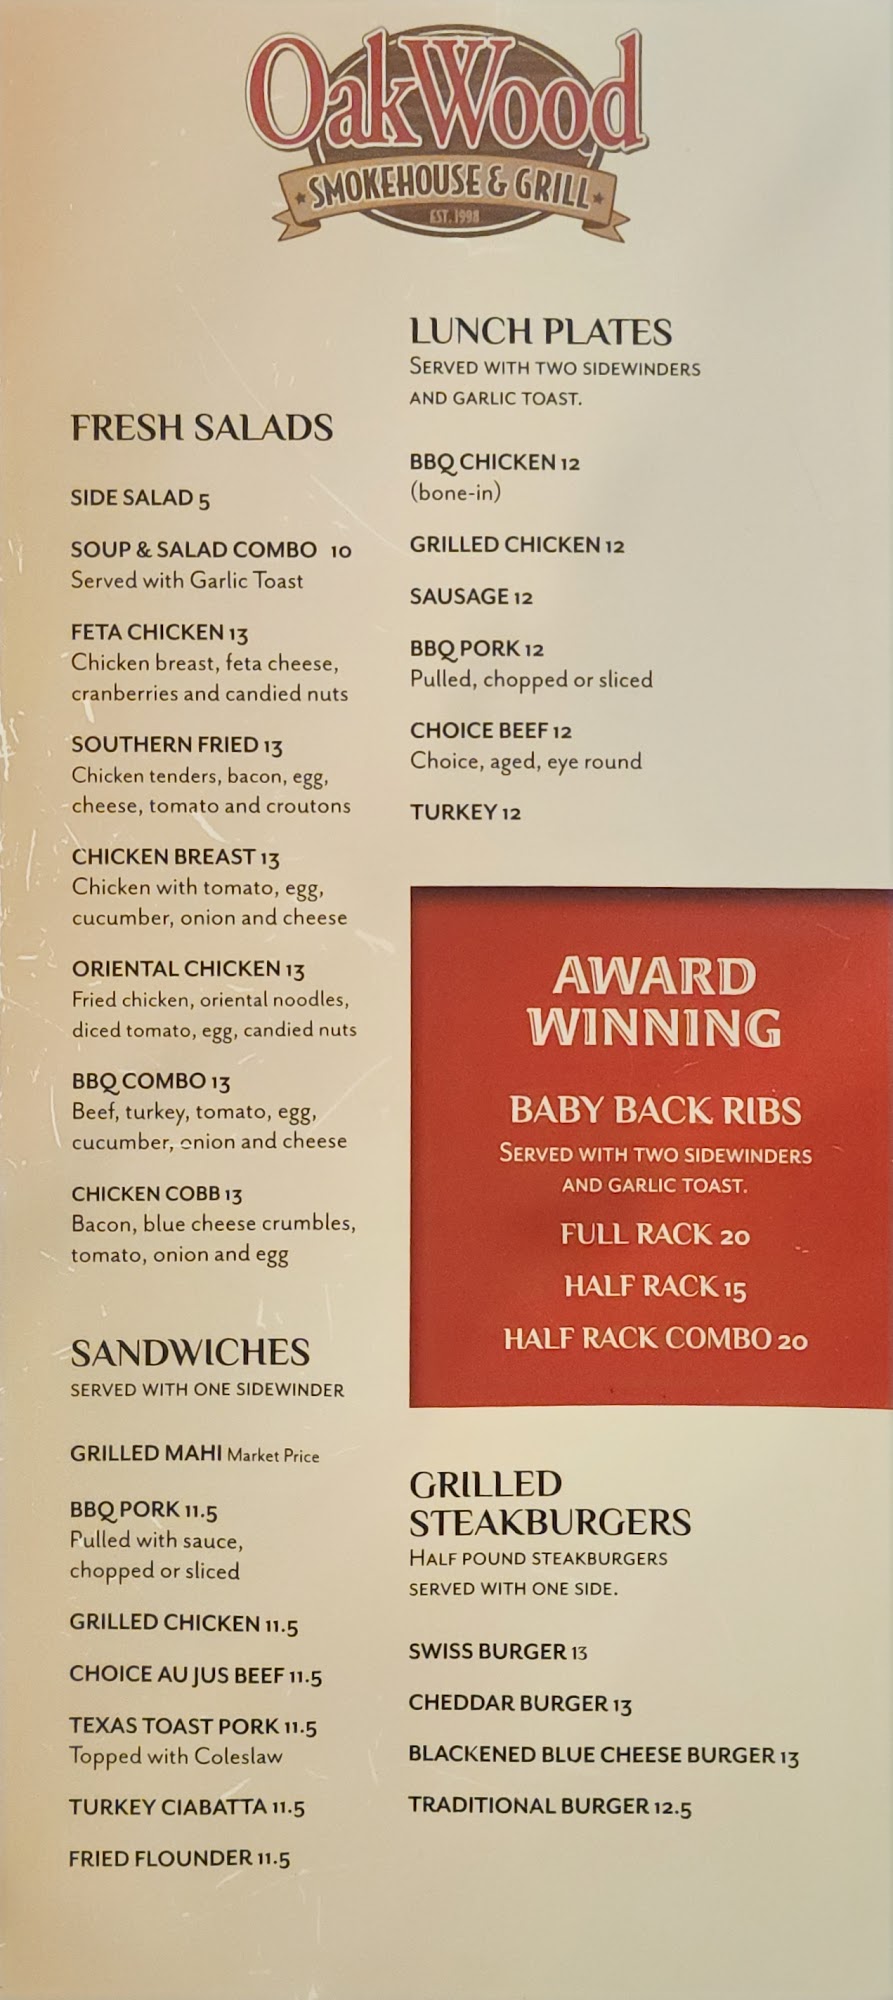 OakWood
SMOKEHOUSE & GRILL
EST. 1998
FRESH SALADS
SIDE SALAD 5
SOUP & SALAD COMBO 10
Served with Garlic Toast
FETA CHICKEN 13
Chicken breast, feta cheese,
cranberries and candied nuts
SOUTHERN FRIED 13
Chicken tenders, bacon, egg,
cheese, tomato and croutons
CHICKEN BREAST 13
Chicken with tomato, egg,
cucumber, onion and cheese
ORIENTAL CHICKEN 13
Fried chicken, oriental noodles,
diced tomato, egg, candied nuts
BBQ COMBO 13
Beef, turkey, tomato, egg,
cucumber, onion and cheese
CHICKEN COBB 13
Bacon, blue cheese crumbles,
tomato, onion and egg
SANDWICHES
SERVED WITH ONE SIDEWINDER
GRILLED MAHI Market Price
BBQ PORK 11.5
Pulled with sauce,
chopped or sliced
GRILLED CHICKEN 11.5
CHOICE AU JUS BEEF 11.5
TEXAS TOAST PORK 11.5
Topped with Coleslaw
TURKEY CIABATTA 11.5
FRIED FLOUNDER 11.5
LUNCH PLATES
SERVED WITH TWO SIDEWINDERS
AND GARLIC TOAST.
BBQ CHICKEN 12
(bone-in)
GRILLED CHICKEN 12
SAUSAGE 12
BBQ PORK 12
Pulled, chopped or sliced
CHOICE BEEF 12
Choice, aged, eye round
TURKEY 12
AWARD
WINNING
BABY BACK RIBS
SERVED WITH TWO SIDEWINDERS
AND GARLIC TOAST.
FULL RACK 20
HALF RACK 15
HALF RACK COMBO 20
GRILLED
STEAKBURGERS
HALF POUND STEAKBURGERS
SERVED WITH ONE SIDE.
SWISS BURGER 13
CHEDDAR BURGER 13
BLACKENED BLUE CHEESE BURGER 13
TRADITIONAL BURGER 12.5